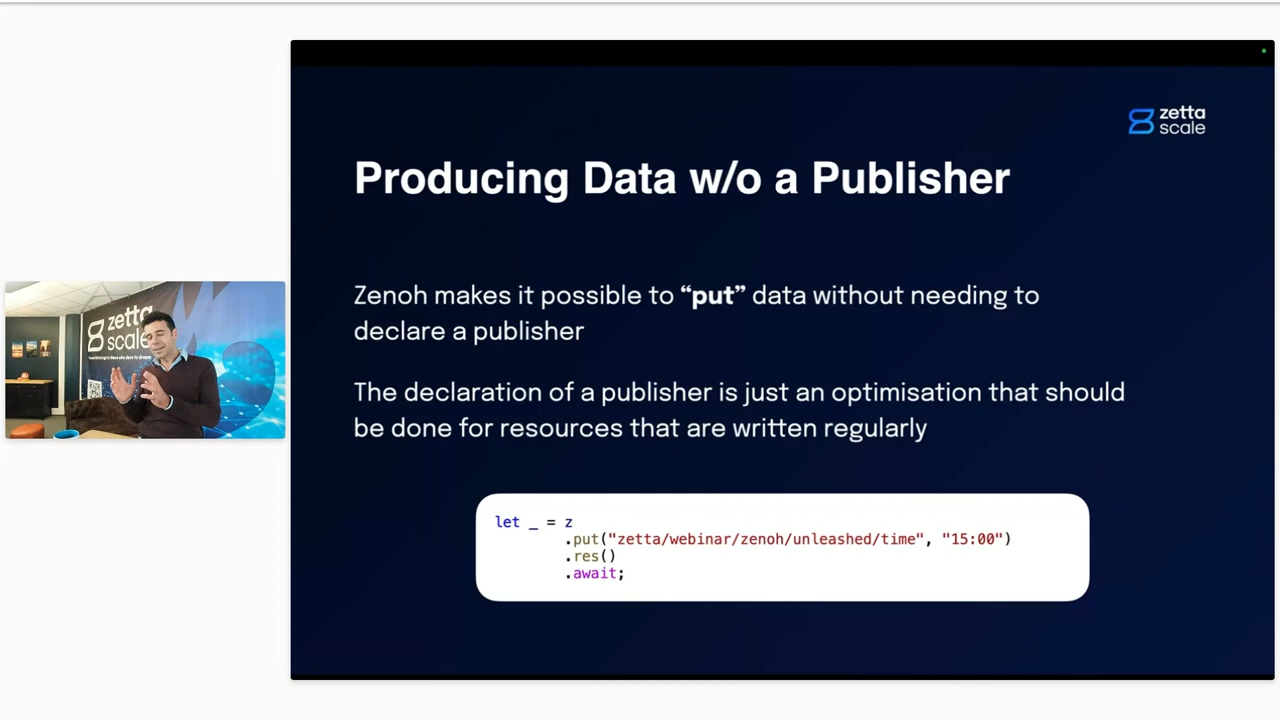 zetta
scale
Producing Data w/o a Publisher
Zenoh makes it possible to “put” data without needing to
declare a publisher
The declaration of a publisher is just an optimisation that should
be done for resources that are written regularly
let _ = z
.put("zetta/webinar/zenoh/unleashed/time", "15:00")
.res()
.await;
zetta
scale